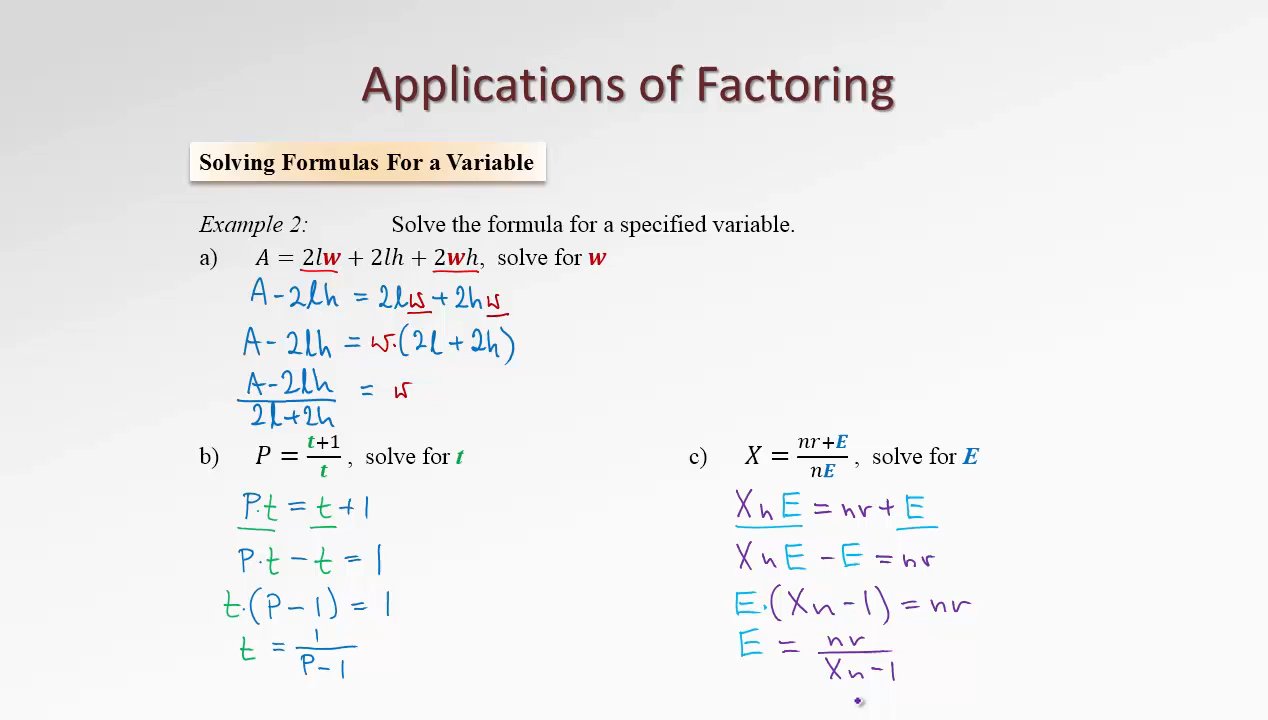 Applications of Factoring
Solving Formulas For a Variable
Example 2: Solve the formula for a specified variable.
a) A = 2lw + 2lh + 2wh, solve for w
A - 2lh = 2lw + 2hw
A - 2lh = w·(2l + 2h)
(A - 2lh)/(2l + 2h) = w
b) P = (t+1)/t , solve for t
P·t = t + 1
P·t - t = 1
t·(P - 1) = 1
t = 1/(P - 1)
c) X = (nr+E)/(nE) , solve for E
XnE = nr + E
XnE - E = nr
E·(Xn - 1) = nr
E = nr/(Xn - 1)